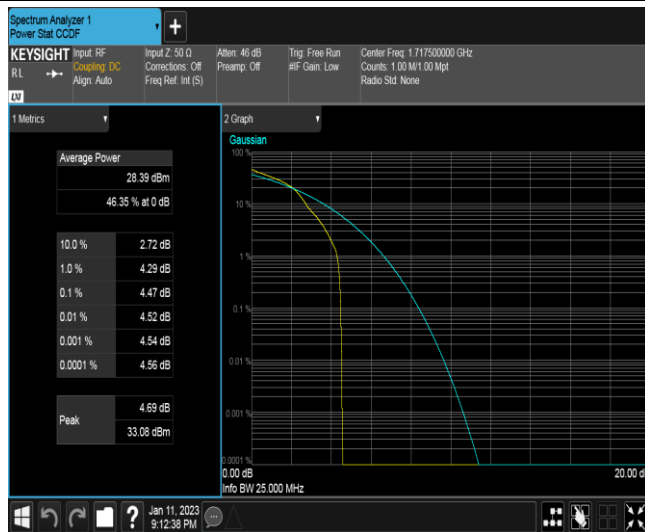 Spectrum Analyzer 1
Power Stat CCDF
+
KEYSIGHT
RL
LXI
Input: RF
Coupling: DC
Align: Auto
Input Z: 50 Ω
Corrections: Off
Freq Ref: Int (S)
Atten: 46 dB
Preamp: Off
Trig: Free Run
#IF Gain: Low
Center Freq: 1.717500000 GHz
Counts: 1.00 M/1.00 Mpt
Radio Std: None
1 Metrics
Average Power
28.39 dBm
46.35 % at 0 dB
10.0 % 2.72 dB
1.0 % 4.29 dB
0.1 % 4.47 dB
0.01 % 4.52 dB
0.001 % 4.54 dB
0.0001 % 4.56 dB
Peak
4.69 dB
33.08 dBm
2 Graph
Gaussian
100 %
10 %
1 %
0.1 %
0.01 %
0.001 %
0.0001 %
0.00 dB
20.00 d
Info BW 25.000 MHz
?
Jan 11, 2023
9:12:38 PM